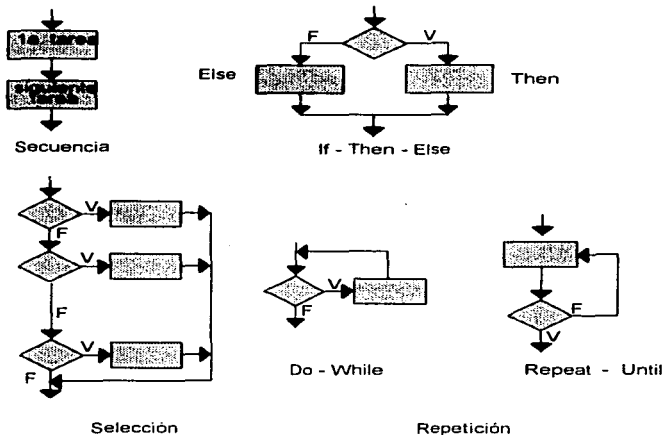 1a. tarea
siguiente
tarea
Secuencia
F
V
Else
Then
If - Then - Else
V
F
V
F
V
F
V
F
Do - While
F
V
Repeat - Until
Selección
Repetición